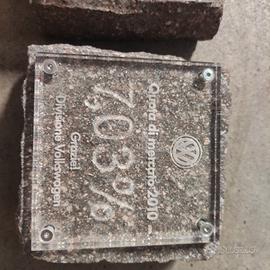 Quota di mercato 2010
7,03%
Grazie!
Divisione Volkswagen